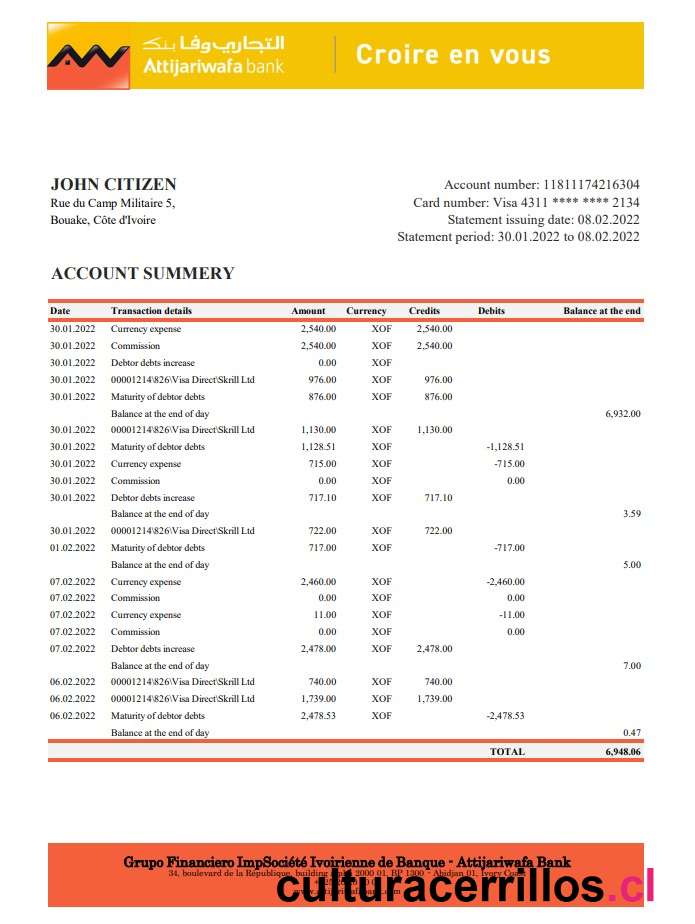 التجاري وفا بنك
Attijariwafa bank
Croire en vous
JOHN CITIZEN
Rue du Camp Militaire 5,
Bouake, Côte d'Ivoire
Account number: 11811174216304
Card number: Visa 4311 **** **** 2134
Statement issuing date: 08.02.2022
Statement period: 30.01.2022 to 08.02.2022
ACCOUNT SUMMERY
Date Transaction details Amount Currency Credits Debits Balance at the end
30.01.2022 Currency expense 2,540.00 XOF 2,540.00
30.01.2022 Commission 2,540.00 XOF 2,540.00
30.01.2022 Debtor debts increase 0.00 XOF
30.01.2022 00001214\826\Visa Direct\Skrill Ltd 976.00 XOF 976.00
30.01.2022 Maturity of debtor debts 876.00 XOF 876.00
Balance at the end of day 6,932.00
30.01.2022 00001214\826\Visa Direct\Skrill Ltd 1,130.00 XOF 1,130.00
30.01.2022 Maturity of debtor debts 1,128.51 XOF -1,128.51
30.01.2022 Currency expense 715.00 XOF -715.00
30.01.2022 Commission 0.00 XOF 0.00
30.01.2022 Debtor debts increase 717.10 XOF 717.10
Balance at the end of day 3.59
30.01.2022 00001214\826\Visa Direct\Skrill Ltd 722.00 XOF 722.00
01.02.2022 Maturity of debtor debts 717.00 XOF -717.00
Balance at the end of day 5.00
07.02.2022 Currency expense 2,460.00 XOF -2,460.00
07.02.2022 Commission 0.00 XOF 0.00
07.02.2022 Currency expense 11.00 XOF -11.00
07.02.2022 Commission 0.00 XOF 0.00
07.02.2022 Debtor debts increase 2,478.00 XOF 2,478.00
Balance at the end of day 7.00
06.02.2022 00001214\826\Visa Direct\Skrill Ltd 740.00 XOF 740.00
06.02.2022 00001214\826\Visa Direct\Skrill Ltd 1,739.00 XOF 1,739.00
06.02.2022 Maturity of debtor debts 2,478.53 XOF -2,478.53
Balance at the end of day 0.47
TOTAL 6,948.06
Grupo Financiero ImpSociété Ivoirienne de Banque - Attijariwafa Bank
34, boulevard de la République, building 2000 01, BP 1300 - Abidjan 01, Ivory Coast
culturacerrillos.cl